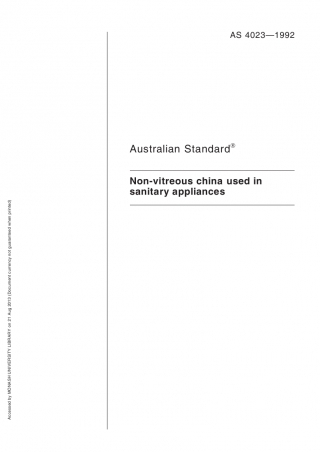 AS 4023—1992
Australian Standard®
Non-vitreous china used in
sanitary appliances
Accessed by MONASH UNIVERSITY LIBRARY on 21 Aug 2013 (Document currency not guaranteed when printed)